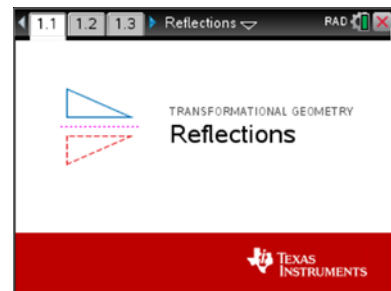 1.1 1.2 1.3 Reflections RAD
TRANSFORMATIONAL GEOMETRY
Reflections
TEXAS
INSTRUMENTS